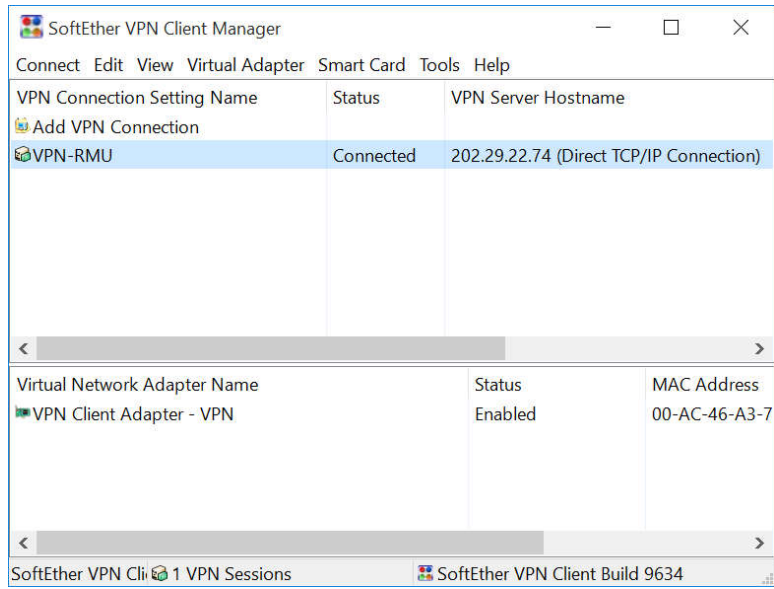 SoftEther VPN Client Manager
Connect Edit View Virtual Adapter Smart Card Tools Help
VPN Connection Setting Name Status VPN Server Hostname
Add VPN Connection
VPN-RMU Connected 202.29.22.74 (Direct TCP/IP Connection)
Virtual Network Adapter Name Status MAC Address
VPN Client Adapter - VPN Enabled 00-AC-46-A3-7
SoftEther VPN Cli 1 VPN Sessions SoftEther VPN Client Build 9634